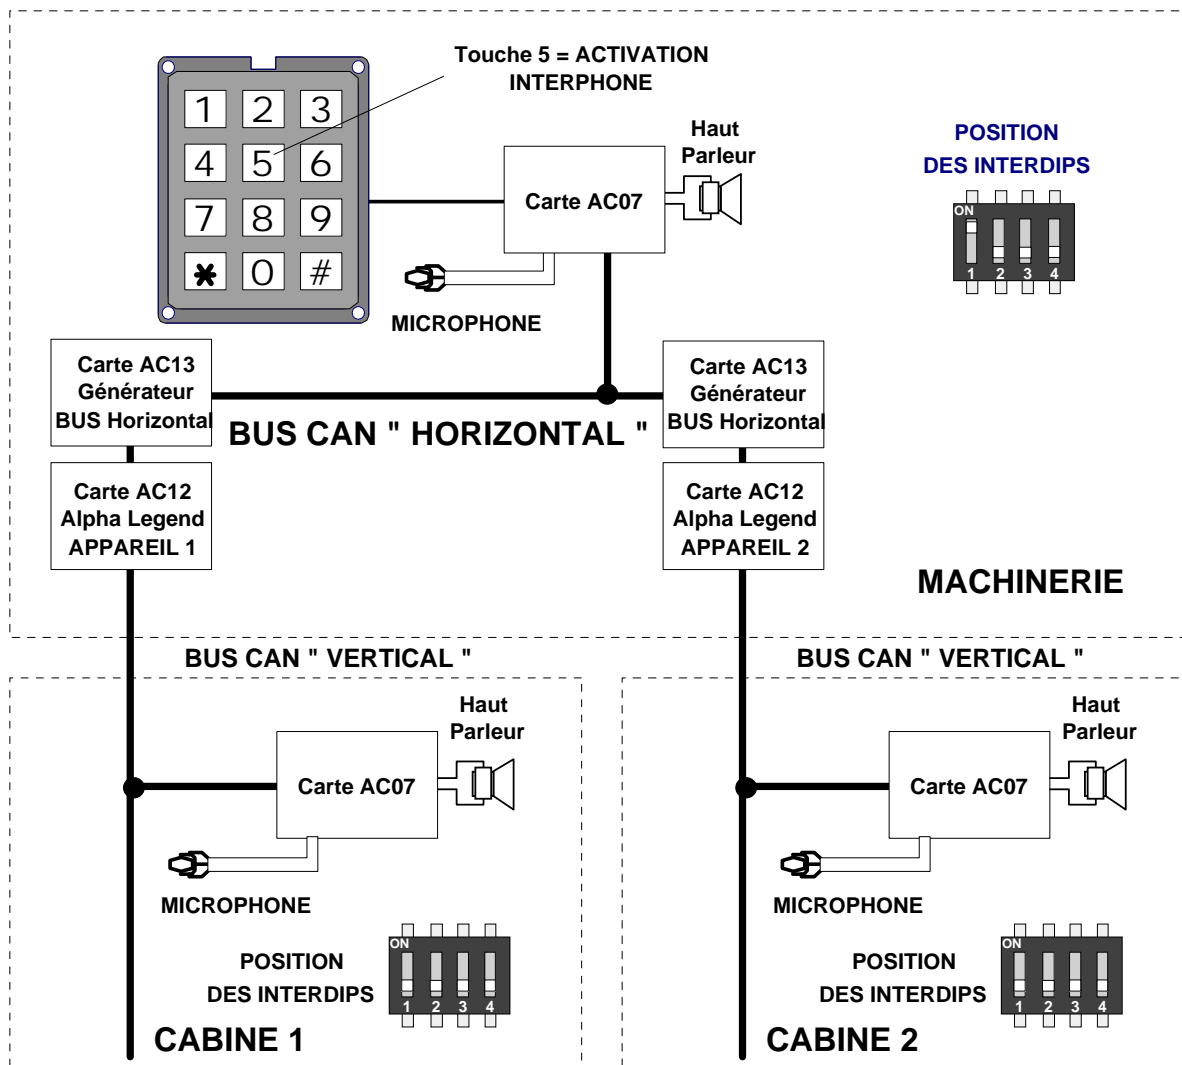 Touche 5 = ACTIVATION
INTERPHONE
1 2 3
4 5 6
7 8 9
* 0 #
Carte AC07
Haut
Parleur
MICROPHONE
POSITION
DES INTERDIPS
ON
1 2 3 4
Carte AC13
Générateur
BUS Horizontal
BUS CAN " HORIZONTAL "
Carte AC13
Générateur
BUS Horizontal
Carte AC12
Alpha Legend
APPAREIL 1
Carte AC12
Alpha Legend
APPAREIL 2
MACHINERIE
BUS CAN " VERTICAL "
BUS CAN " VERTICAL "
Haut
Parleur
Carte AC07
MICROPHONE
POSITION
DES INTERDIPS
ON
1 2 3 4
CABINE 1
Haut
Parleur
Carte AC07
MICROPHONE
POSITION
DES INTERDIPS
ON
1 2 3 4
CABINE 2